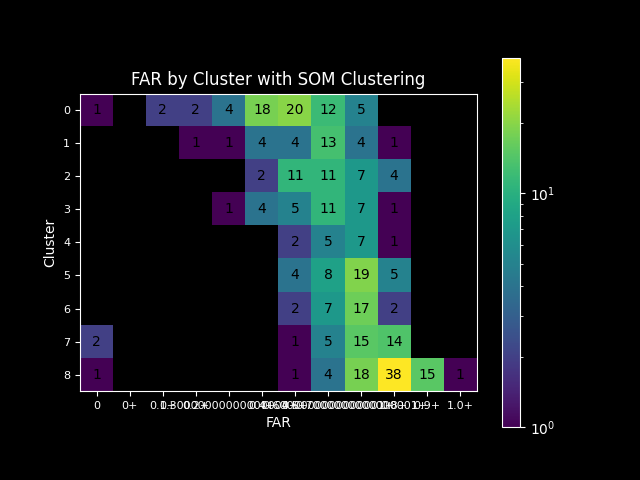 FAR by Cluster with SOM Clustering
0 1 2 2 4 18 20 12 5
1 1 1 4 4 13 4 1
2 2 11 11 7 4
3 1 4 5 11 7 1
4 2 5 7 1
5 4 8 19 5
6 2 7 17 2
7 2 1 5 15 14
8 1 1 4 18 38 15 1
Cluster
0 0+ 0.9+ 1.0+
FAR
10¹
10⁰